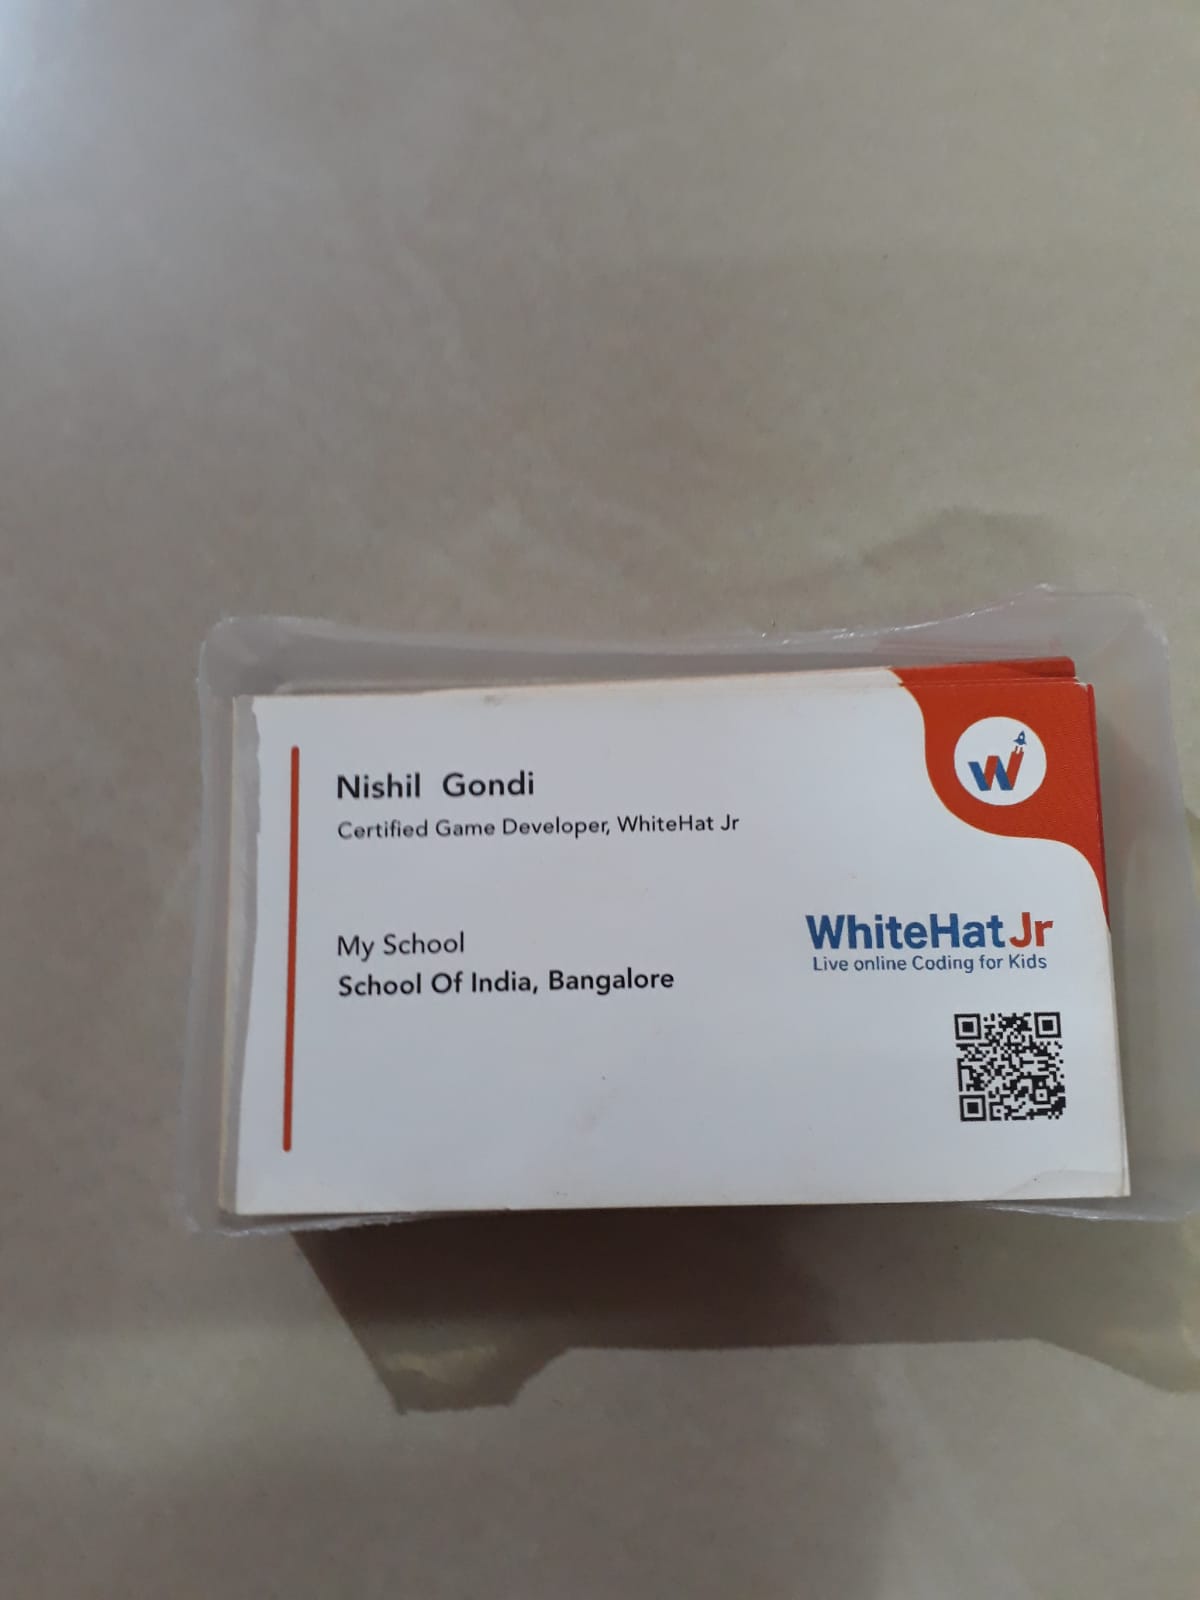 Nishil Gondi
Certified Game Developer, WhiteHat Jr
My School
School Of India, Bangalore
W
WhiteHat Jr
Live online Coding for Kids